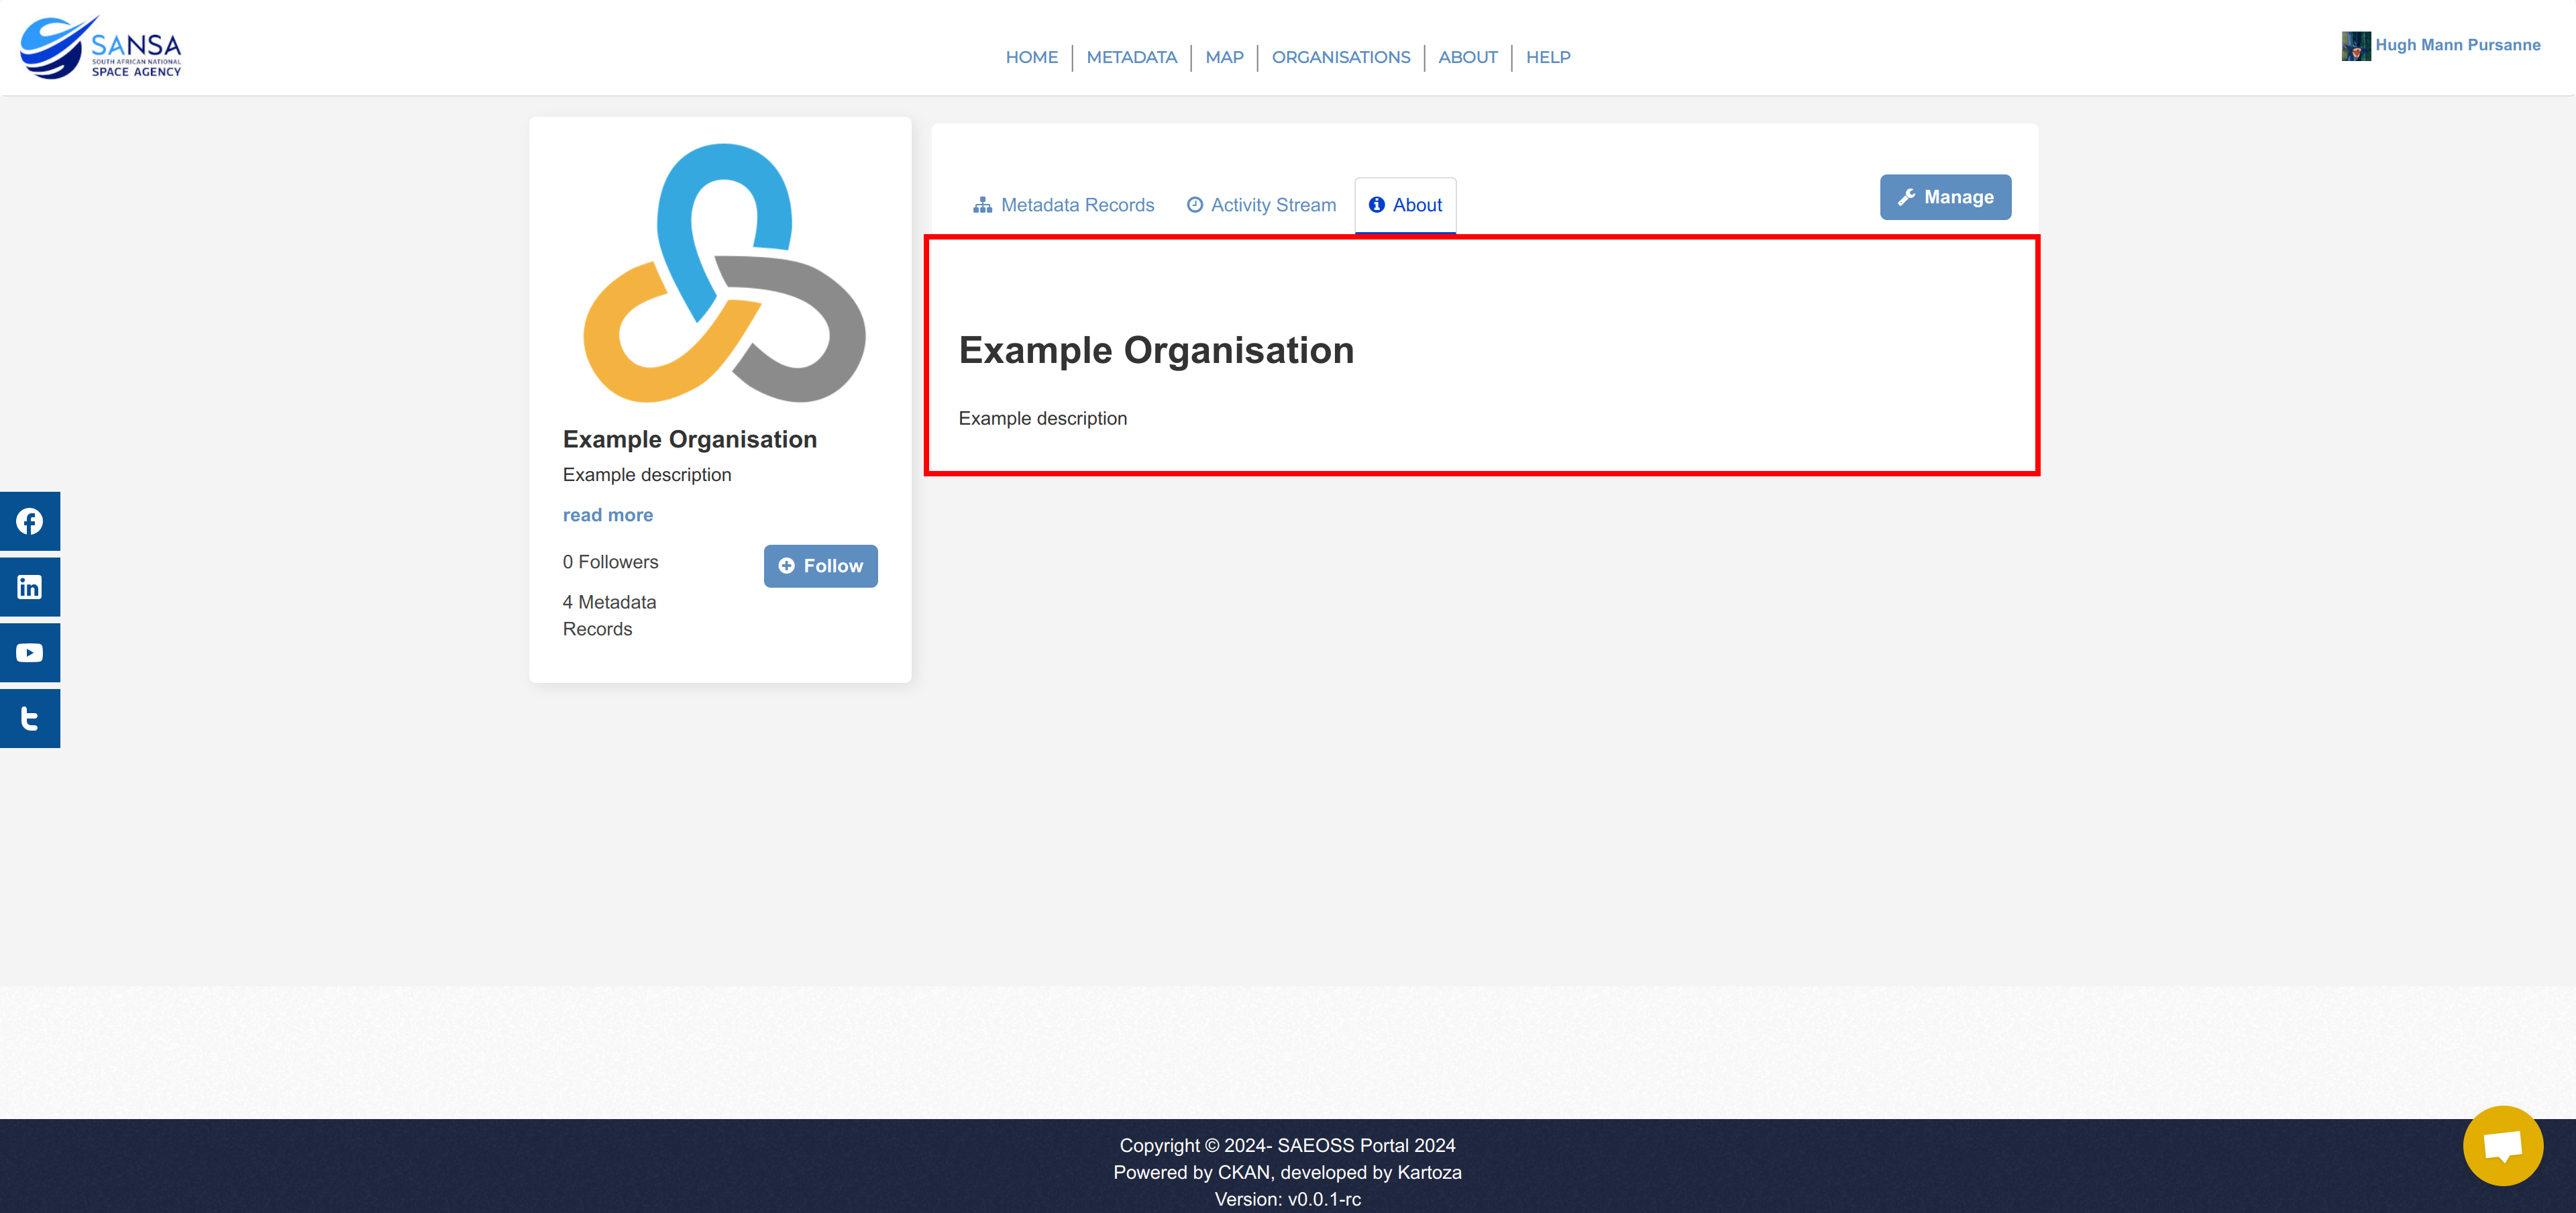 SANSA
SOUTH AFRICAN NATIONAL
SPACE AGENCY
HOME
METADATA
MAP
ORGANISATIONS
ABOUT
HELP
Hugh Mann Pursanne
Example Organisation
Example description
read more
0 Followers
Follow
4 Metadata
Records
Metadata Records
Activity Stream
About
Manage
Example Organisation
Example description
Copyright © 2024- SAEOSS Portal 2024
Powered by CKAN, developed by Kartoza
Version: v0.0.1-rc